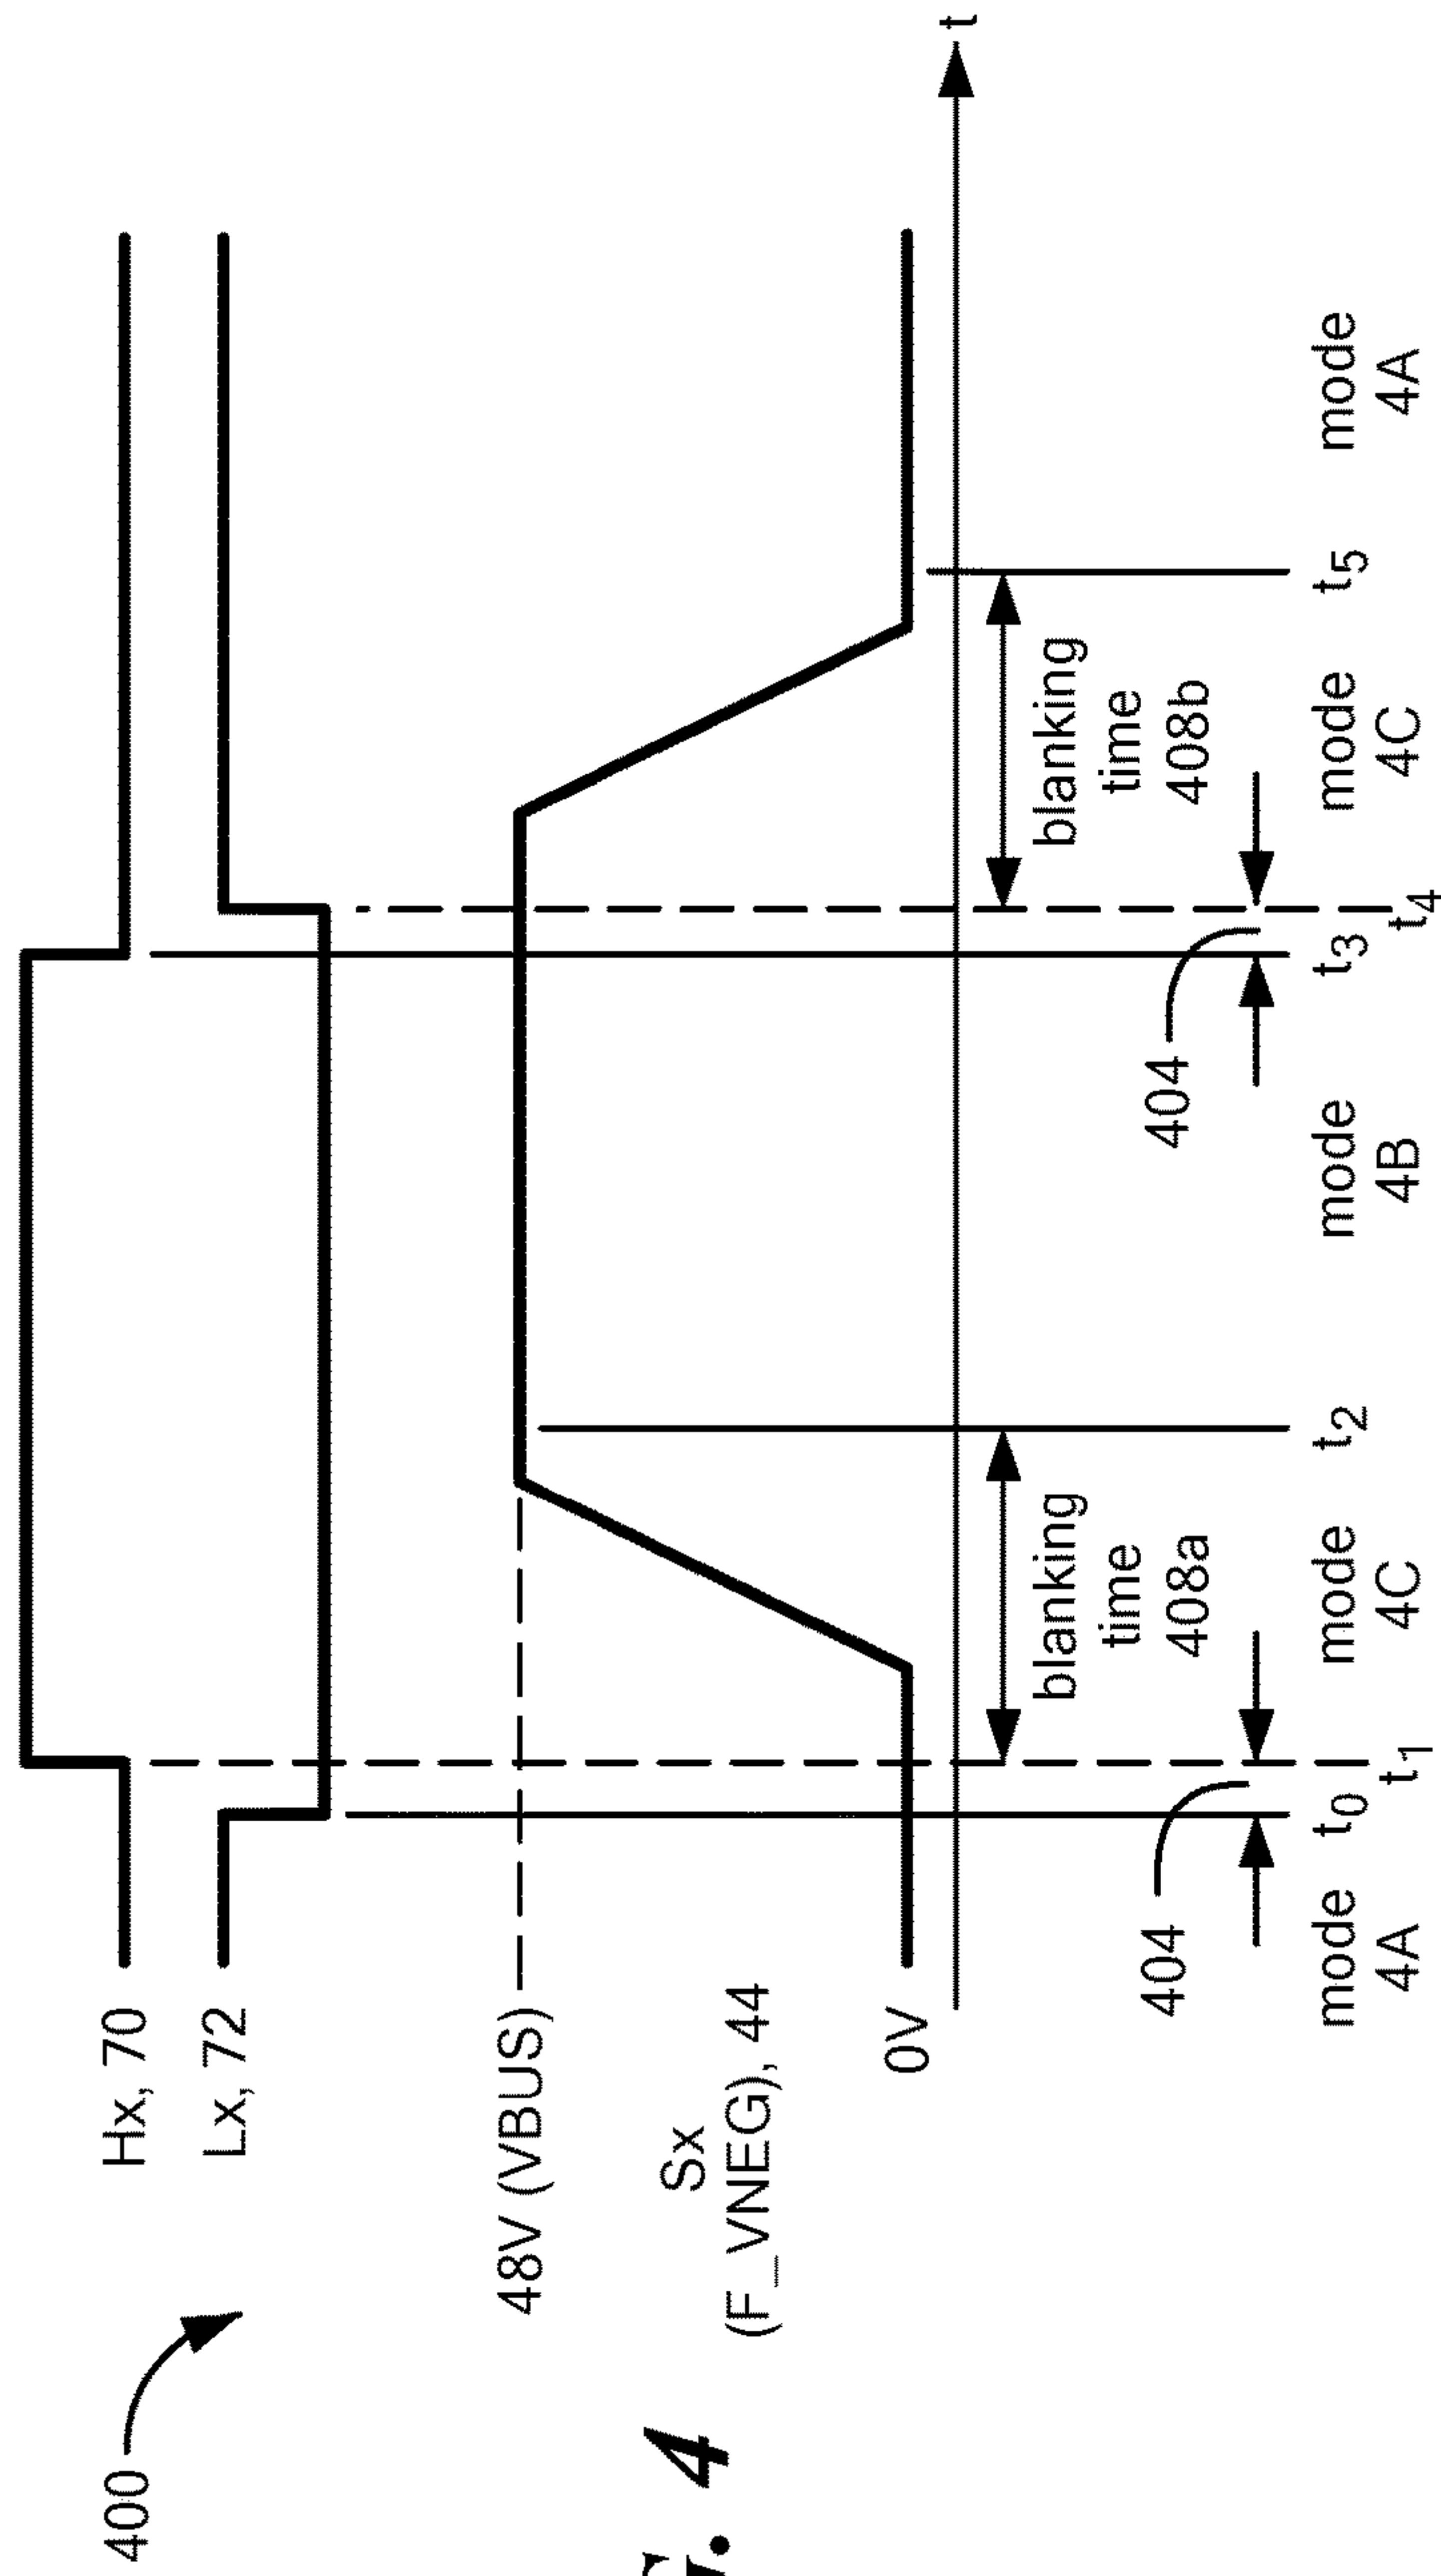 400
Hx, 70
Lx, 72
48V (VBUS)
Sx
(F_VNEG), 44
0V
t
blanking
time
408a
blanking
time
408b
404
404
mode
4A
t0
t1
mode
4C
t2
mode
4B
t3
t4
mode
4C
t5
mode
4A
G. 4